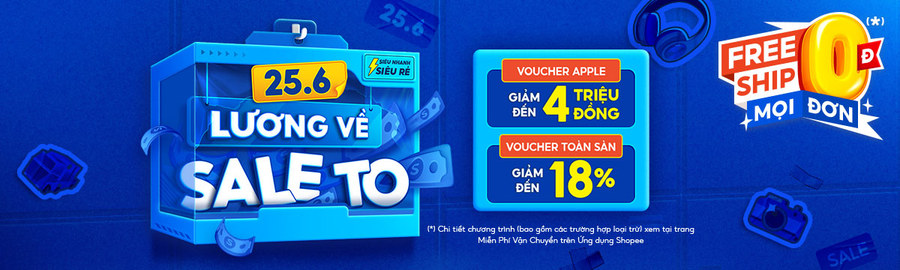 25.6
SIÊU NHANH
SIÊU RẺ
25.6
LƯƠNG VỀ
SALE TO
VOUCHER APPLE
GIẢM ĐẾN 4 TRIỆU ĐỒNG
VOUCHER TOÀN SÀN
GIẢM ĐẾN 18%
FREE SHIP 0Đ (*)
MỌI ĐƠN
(*) Chi tiết chương trình (bao gồm các trường hợp loại trừ) xem tại trang
Miễn Phí Vận Chuyển trên Ứng dụng Shopee
SALE